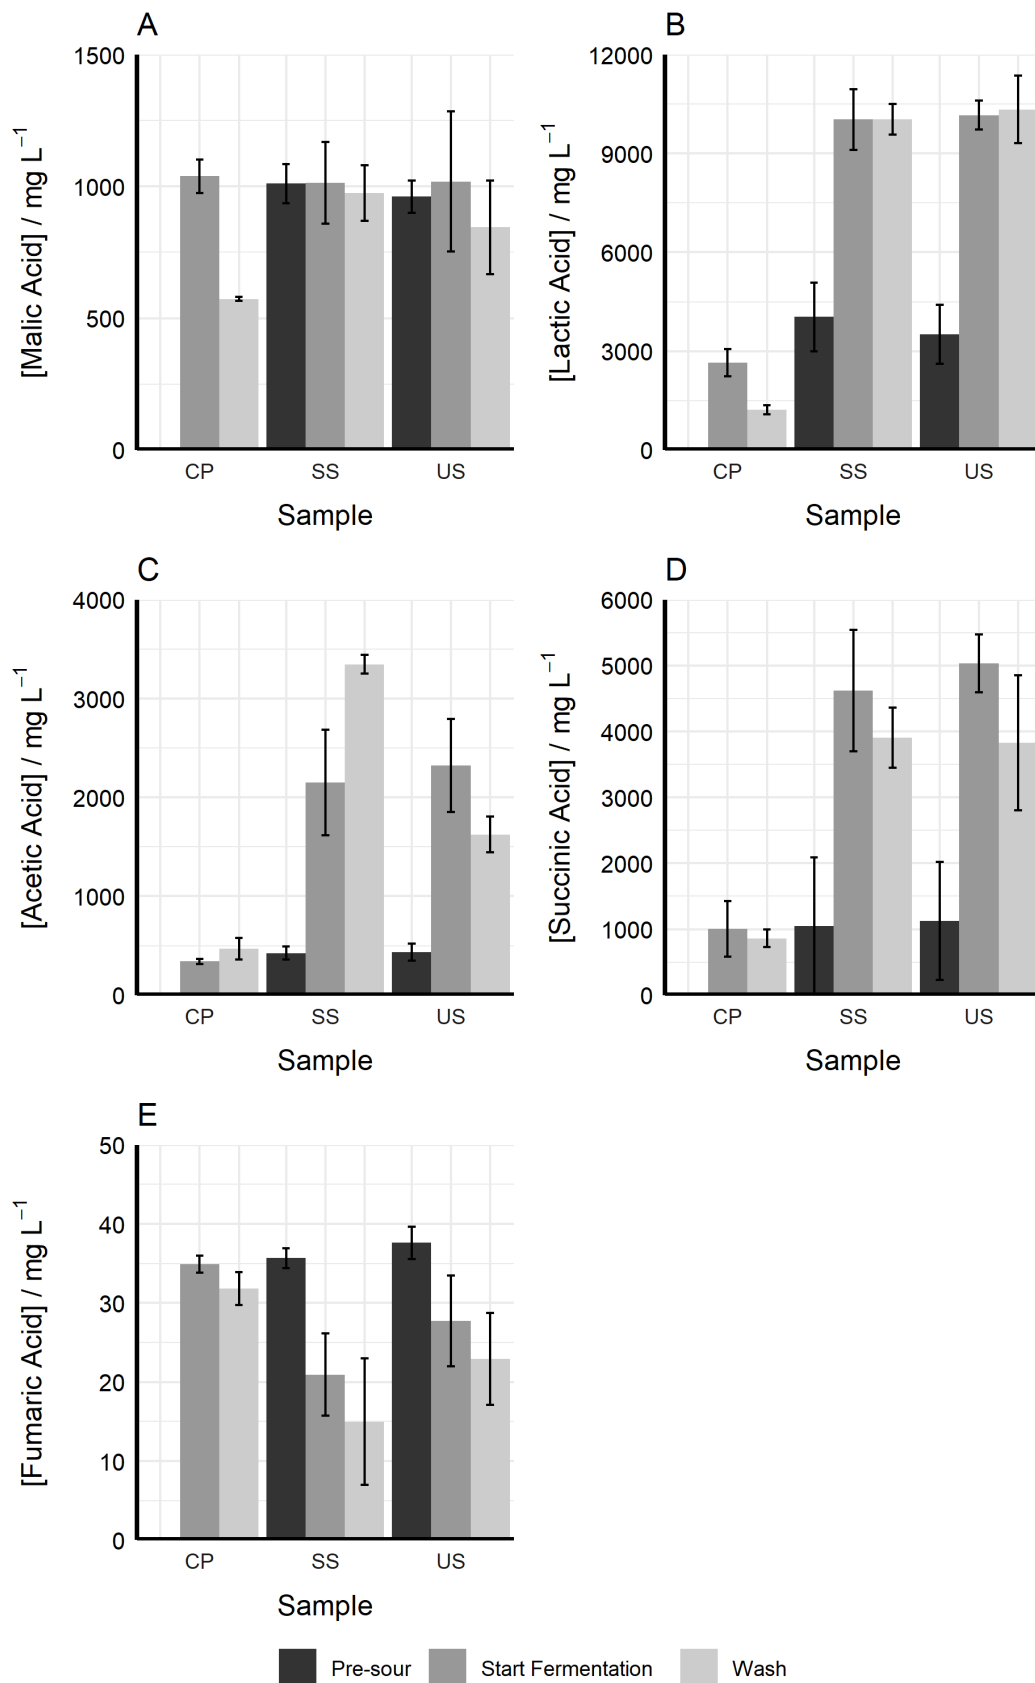 A
[Malic Acid] / mg L⁻¹
1500
1000
500
0
CP SS US
Sample
B
[Lactic Acid] / mg L⁻¹
12000
9000
6000
3000
0
CP SS US
Sample
C
[Acetic Acid] / mg L⁻¹
4000
3000
2000
1000
0
CP SS US
Sample
D
[Succinic Acid] / mg L⁻¹
6000
5000
4000
3000
2000
1000
0
CP SS US
Sample
E
[Fumaric Acid] / mg L⁻¹
50
40
30
20
10
0
CP SS US
Sample
Pre-sour Start Fermentation Wash